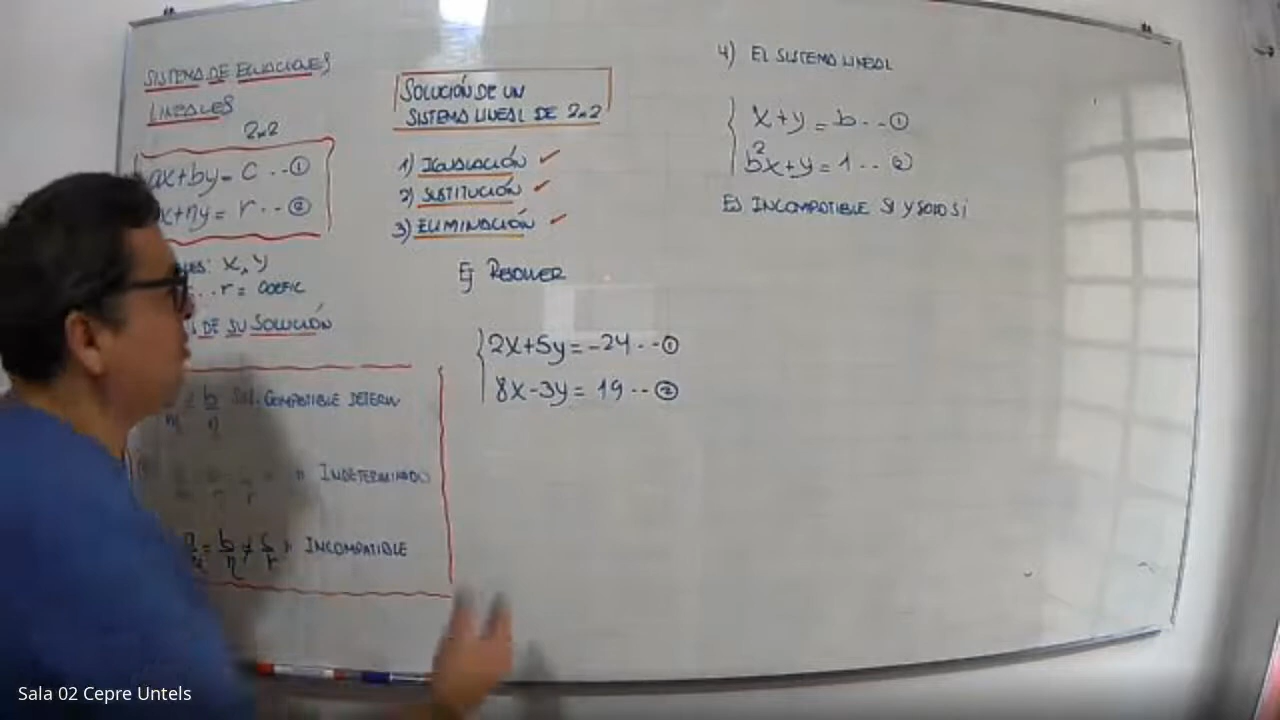 SISTEMA DE ECUACIONES
LINEALES
2x2
ax+by= C ...①
x+ny= r ...②
: x, y
... r = COEFIC
DE SU SOLUCIÓN
b/n Sist. COMPATIBLE DETERM
" INDETERMINADO
a/m = b/n ≠ c/r " INCOMPATIBLE
SOLUCIÓN DE UN
SISTEMA LINEAL DE 2x2
1) IGUALACIÓN ✓
2) SUSTITUCIÓN ✓
3) ELIMINACIÓN ✓
Ej RESOLVER
2x+5y=-24 ...①
8x-3y= 19 ...②
4) EL SISTEMA LINEAL
x+y=b ...①
b²x+y=1 ...②
ES INCOMPATIBLE SI Y SOLO SI
Sala 02 Cepre Untels